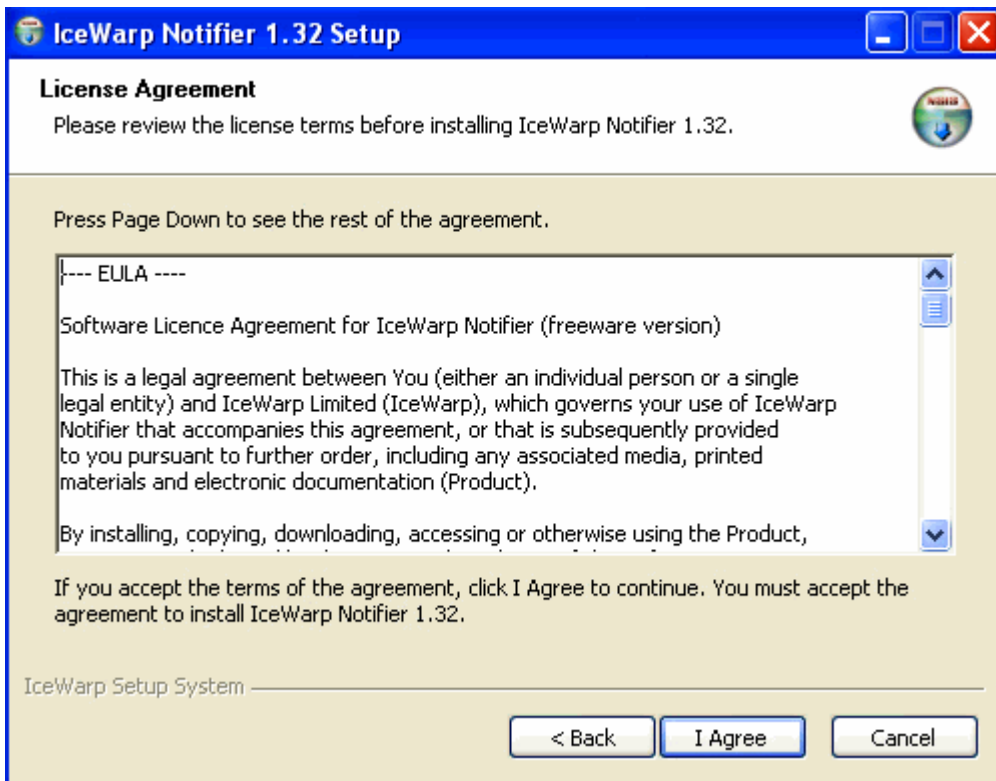 IceWarp Notifier 1.32 Setup
License Agreement
Please review the license terms before installing IceWarp Notifier 1.32.
Press Page Down to see the rest of the agreement.
---- EULA ----
Software Licence Agreement for IceWarp Notifier (freeware version)
This is a legal agreement between You (either an individual person or a single
legal entity) and IceWarp Limited (IceWarp), which governs your use of IceWarp
Notifier that accompanies this agreement, or that is subsequently provided
to you pursuant to further order, including any associated media, printed
materials and electronic documentation (Product).
By installing, copying, downloading, accessing or otherwise using the Product,
If you accept the terms of the agreement, click I Agree to continue. You must accept the
agreement to install IceWarp Notifier 1.32.
IceWarp Setup System
< Back
I Agree
Cancel